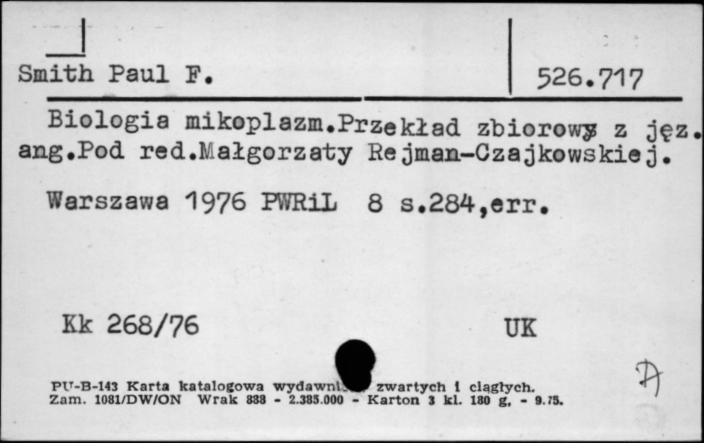 Smith Paul F. 526.717
Biologia mikoplazm.Przekład zbiorowy z jęz.
ang.Pod red.Małgorzaty Rejman-Czajkowskiej.
Warszawa 1976 PWRiL 8 s.284,err.
Kk 268/76 UK
PU-B-143 Karta katalogowa zwartych i ciągłych.
Zam. 1081/DW/ON Wrak 888 - 2.385.000 - Karton 3 kl. 180 g. - 9.75.